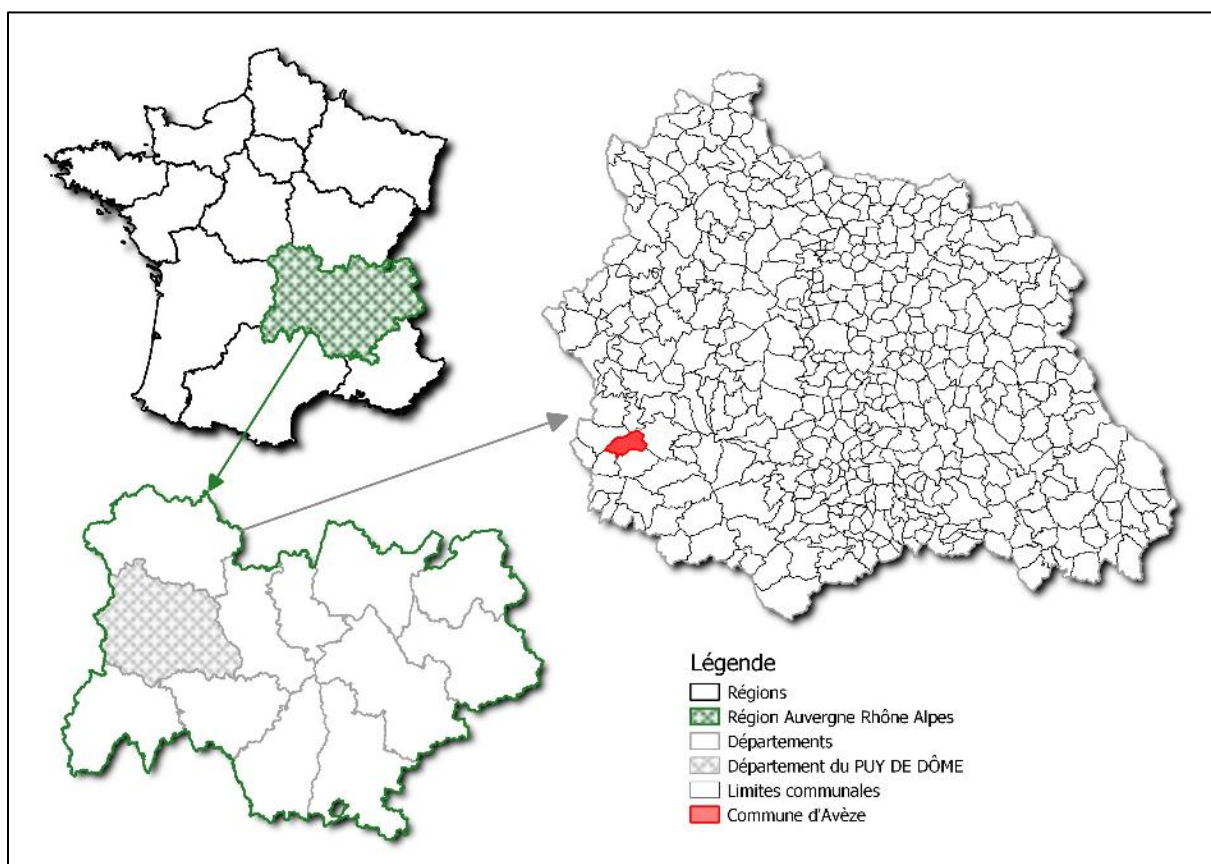 Légende
Régions
Région Auvergne Rhône Alpes
Départements
Département du PUY DE DÔME
Limites communales
Commune d'Avèze